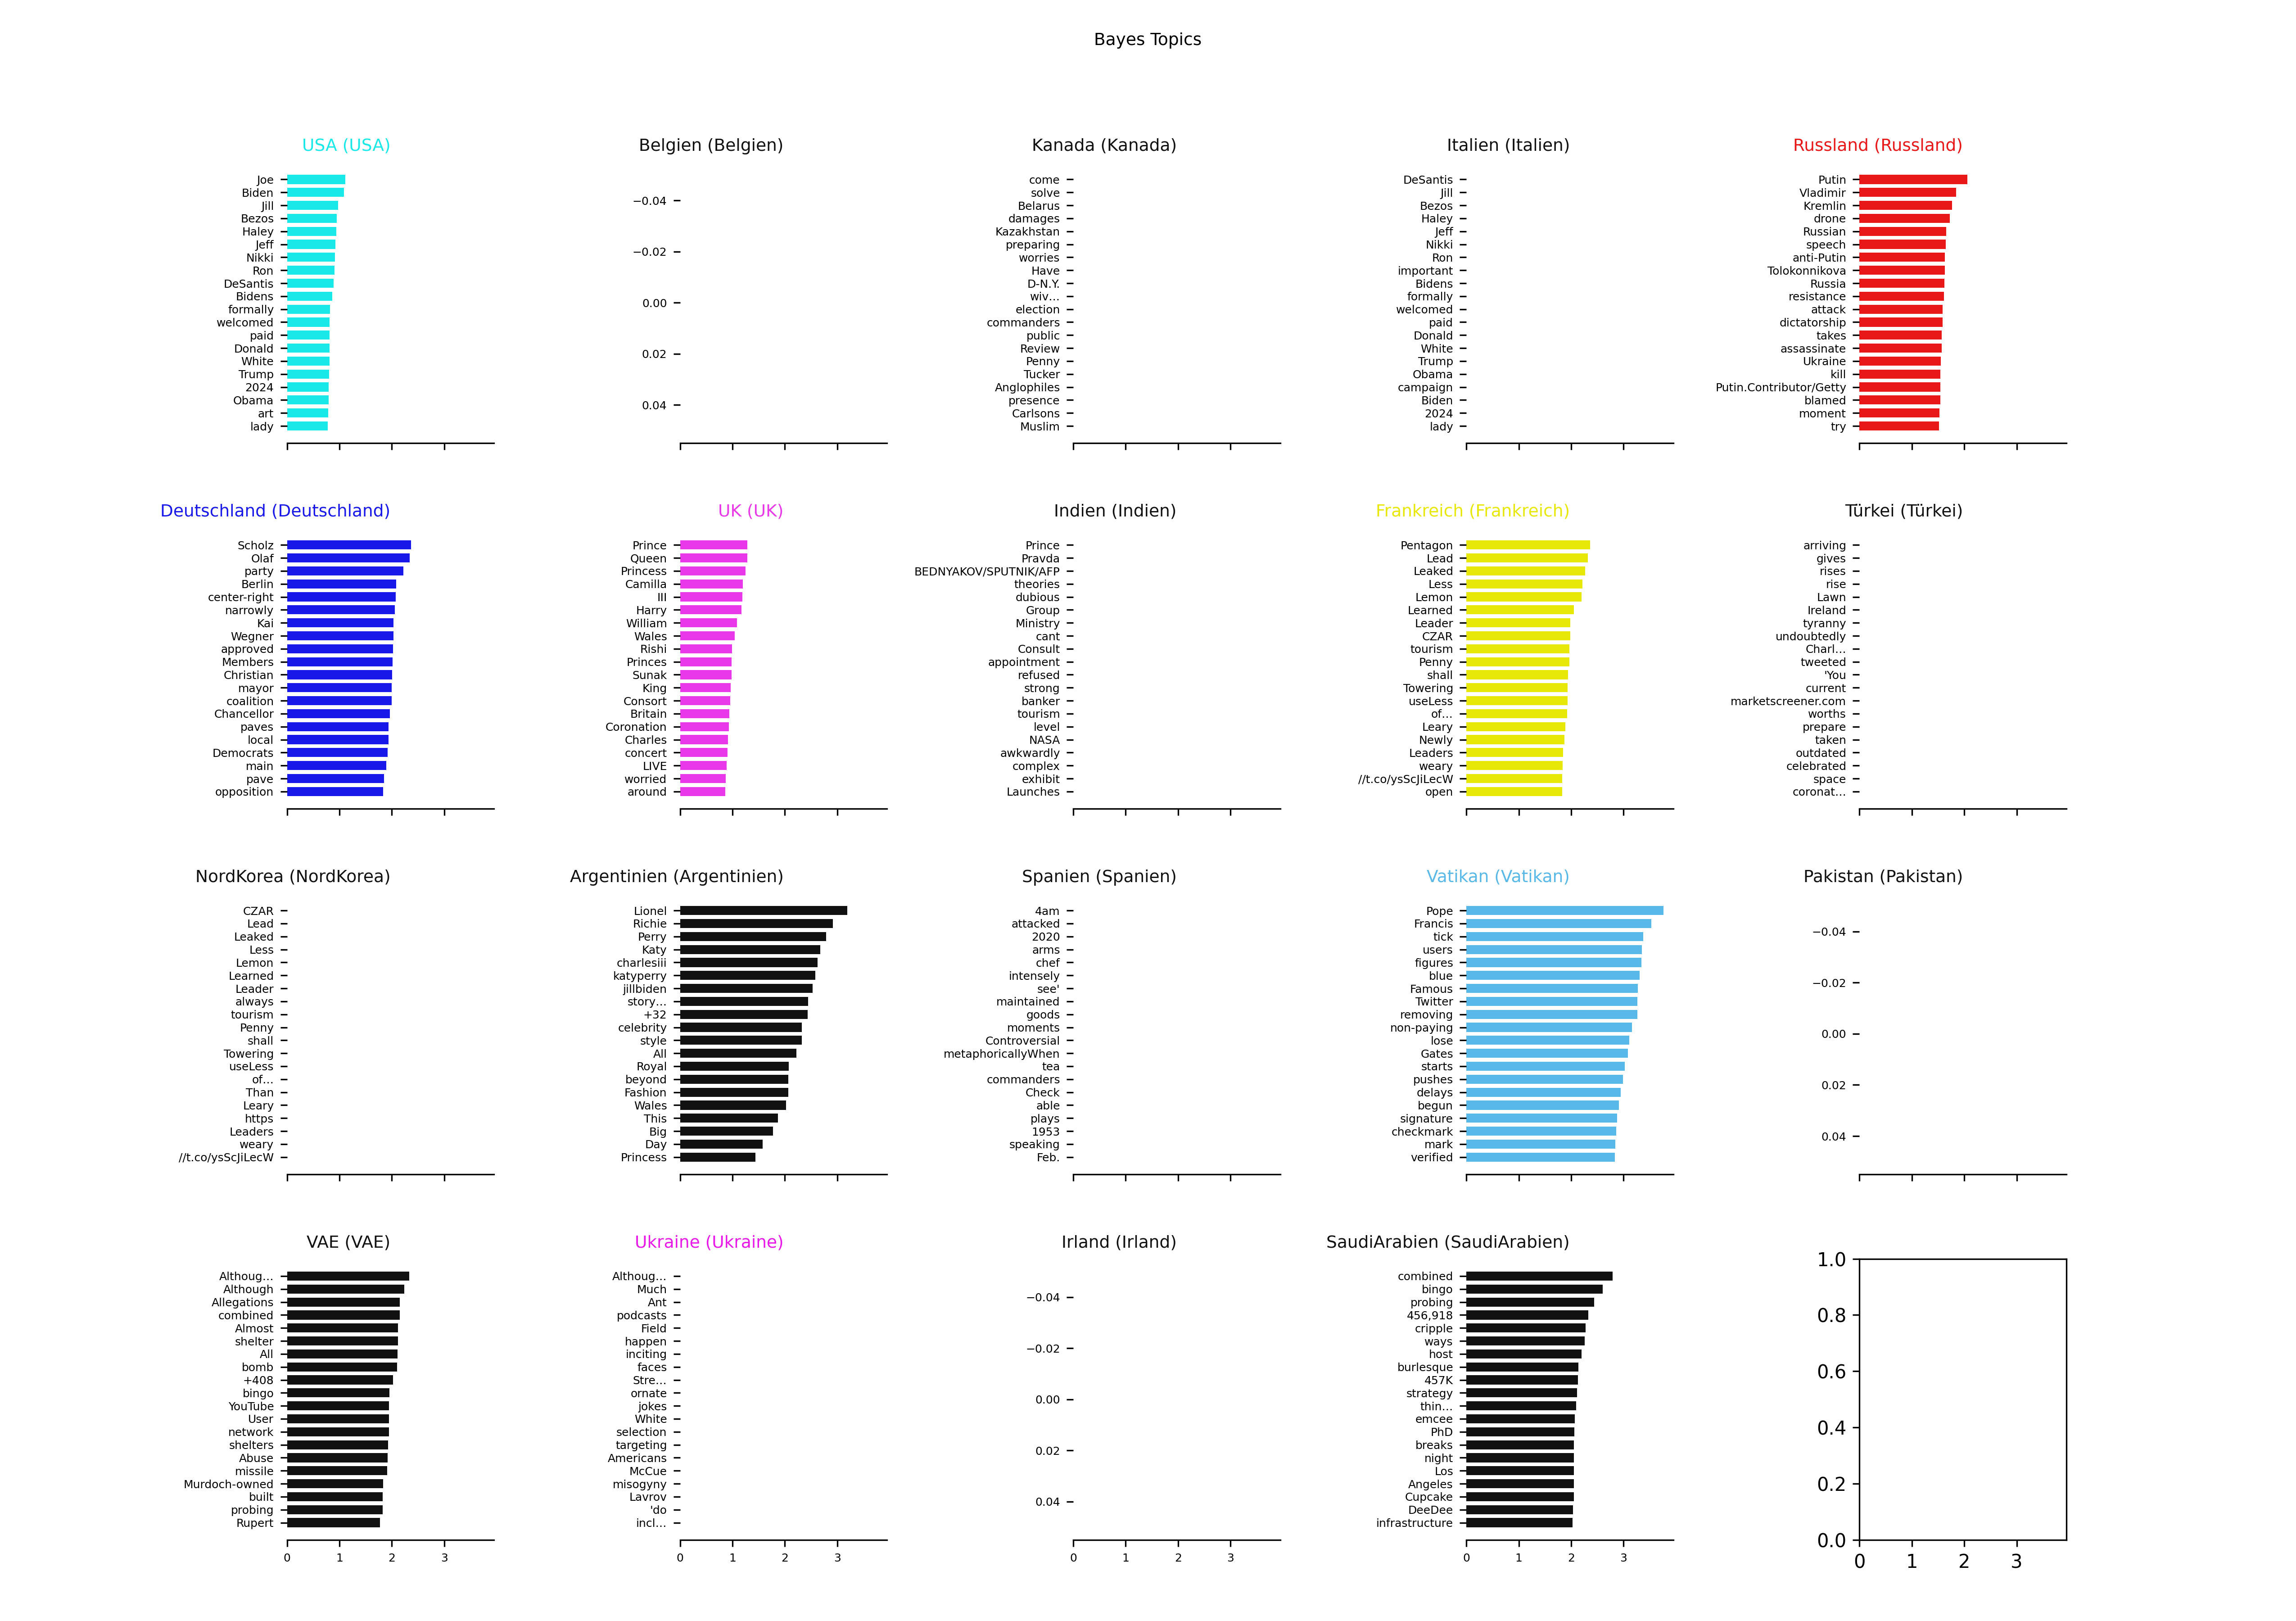 Bayes Topics
USA (USA)
Joe
Biden
Jill
Bezos
Haley
Jeff
Nikki
Ron
DeSantis
Bidens
formally
welcomed
paid
Donald
White
Trump
2024
Obama
art
lady
Belgien (Belgien)
−0.04
−0.02
0.00
0.02
0.04
Kanada (Kanada)
come
solve
Belarus
damages
Kazakhstan
preparing
worries
Have
D-N.Y.
wiv...
election
commanders
public
Review
Penny
Tucker
Anglophiles
presence
Carlsons
Muslim
Italien (Italien)
DeSantis
Jill
Bezos
Haley
Jeff
Nikki
Ron
important
Bidens
formally
welcomed
paid
Donald
White
Trump
Obama
campaign
Biden
2024
lady
Russland (Russland)
Putin
Vladimir
Kremlin
drone
Russian
speech
anti-Putin
Tolokonnikova
Russia
resistance
attack
dictatorship
takes
assassinate
Ukraine
kill
Putin.Contributor/Getty
blamed
moment
try
Deutschland (Deutschland)
Scholz
Olaf
party
Berlin
center-right
narrowly
Kai
Wegner
approved
Members
Christian
mayor
coalition
Chancellor
paves
local
Democrats
main
pave
opposition
UK (UK)
Prince
Queen
Princess
Camilla
III
Harry
William
Wales
Rishi
Princes
Sunak
King
Consort
Britain
Coronation
Charles
concert
LIVE
worried
around
Indien (Indien)
Prince
Pravda
BEDNYAKOV/SPUTNIK/AFP
theories
dubious
Group
Ministry
cant
Consult
appointment
refused
strong
banker
tourism
level
NASA
awkwardly
complex
exhibit
Launches
Frankreich (Frankreich)
Pentagon
Lead
Leaked
Less
Lemon
Learned
Leader
CZAR
tourism
Penny
shall
Towering
useLess
of...
Leary
Newly
Leaders
weary
//t.co/ysScJiLecW
open
Türkei (Türkei)
arriving
gives
rises
rise
Lawn
Ireland
tyranny
undoubtedly
Charl...
tweeted
'You
current
marketscreener.com
worths
prepare
taken
outdated
celebrated
space
coronat...
NordKorea (NordKorea)
CZAR
Lead
Leaked
Less
Lemon
Learned
Leader
always
tourism
Penny
shall
Towering
useLess
of...
Than
Leary
https
Leaders
weary
//t.co/ysScJiLecW
Argentinien (Argentinien)
Lionel
Richie
Perry
Katy
charlesiii
katyperry
jillbiden
story...
+32
celebrity
style
All
Royal
beyond
Fashion
Wales
This
Big
Day
Princess
Spanien (Spanien)
4am
attacked
2020
arms
chef
intensely
see'
maintained
goods
moments
Controversial
metaphoricallyWhen
tea
commanders
Check
able
plays
1953
speaking
Feb.
Vatikan (Vatikan)
Pope
Francis
tick
users
figures
blue
Famous
Twitter
removing
non-paying
lose
Gates
starts
pushes
delays
begun
signature
checkmark
mark
verified
Pakistan (Pakistan)
−0.04
−0.02
0.00
0.02
0.04
VAE (VAE)
Althoug...
Although
Allegations
combined
Almost
shelter
All
bomb
+408
bingo
YouTube
User
network
shelters
Abuse
missile
Murdoch-owned
built
probing
Rupert
0 1 2 3
Ukraine (Ukraine)
Althoug...
Much
Ant
podcasts
Field
happen
inciting
faces
Stre...
ornate
jokes
White
selection
targeting
Americans
McCue
misogyny
Lavrov
'do
incl...
0 1 2 3
Irland (Irland)
−0.04
−0.02
0.00
0.02
0.04
0 1 2 3
SaudiArabien (SaudiArabien)
combined
bingo
probing
456,918
cripple
ways
host
burlesque
457K
strategy
thin...
emcee
PhD
breaks
night
Los
Angeles
Cupcake
DeeDee
infrastructure
0 1 2 3
1.0
0.8
0.6
0.4
0.2
0.0
0 1 2 3